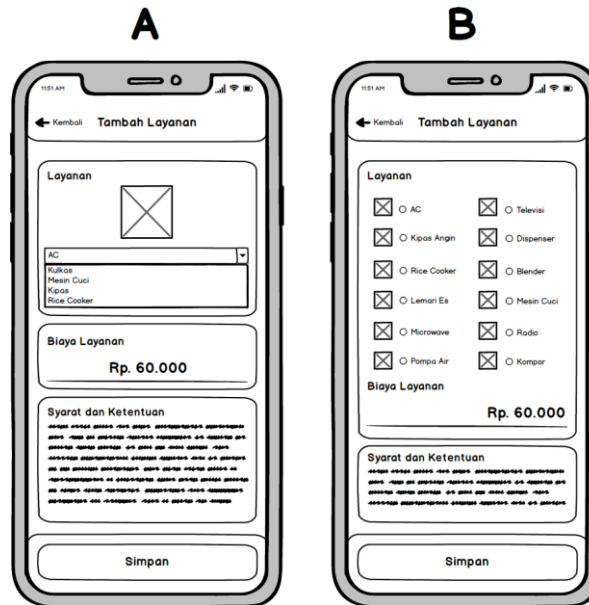 A
11:51 AM
Kembali Tambah Layanan
Layanan
AC
Kulkas
Mesin Cuci
Kipas
Rice Cooker
Biaya Layanan
Rp. 60.000
Syarat dan Ketentuan
Simpan
B
11:51 AM
Kembali Tambah Layanan
Layanan
AC Televisi
Kipas Angin Dispenser
Rice Cooker Blender
Lemari Es Mesin Cuci
Microwave Radio
Pompa Air Kompor
Biaya Layanan
Rp. 60.000
Syarat dan Ketentuan
Simpan